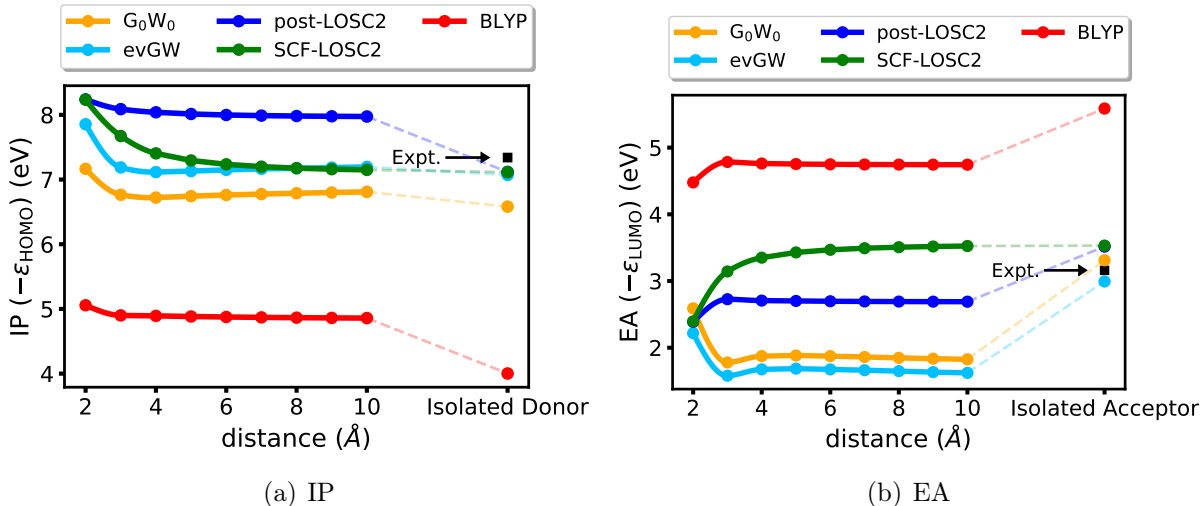 G₀W₀ post-LOSC2 BLYP
evGW SCF-LOSC2
IP (−ε_HOMO) (eV)
8
7
6
5
4
Expt.
2 4 6 8 10 Isolated Donor
distance (Å)
(a) IP
G₀W₀ post-LOSC2 BLYP
evGW SCF-LOSC2
EA (−ε_LUMO) (eV)
5
4
3
2
Expt.
2 4 6 8 10 Isolated Acceptor
distance (Å)
(b) EA